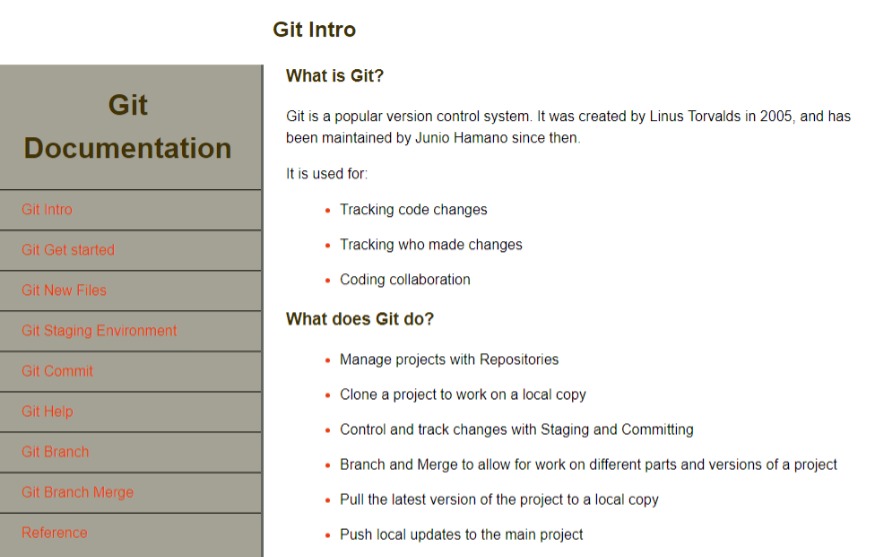 Git Intro
Git
Documentation
Git Intro
Git Get started
Git New Files
Git Staging Environment
Git Commit
Git Help
Git Branch
Git Branch Merge
Reference
What is Git?
Git is a popular version control system. It was created by Linus Torvalds in 2005, and has
been maintained by Junio Hamano since then.
It is used for:
Tracking code changes
Tracking who made changes
Coding collaboration
What does Git do?
Manage projects with Repositories
Clone a project to work on a local copy
Control and track changes with Staging and Committing
Branch and Merge to allow for work on different parts and versions of a project
Pull the latest version of the project to a local copy
Push local updates to the main project